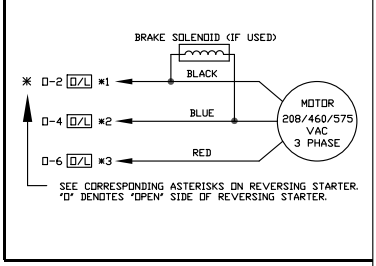 BRAKE SOLENOID (IF USED)
BLACK
* O-2 O/L *1
BLUE
O-4 O/L *2
RED
O-6 O/L *3
MOTOR
208/460/575
VAC
3 PHASE
SEE CORRESPONDING ASTERISKS ON REVERSING STARTER.
"O" DENOTES "OPEN" SIDE OF REVERSING STARTER.